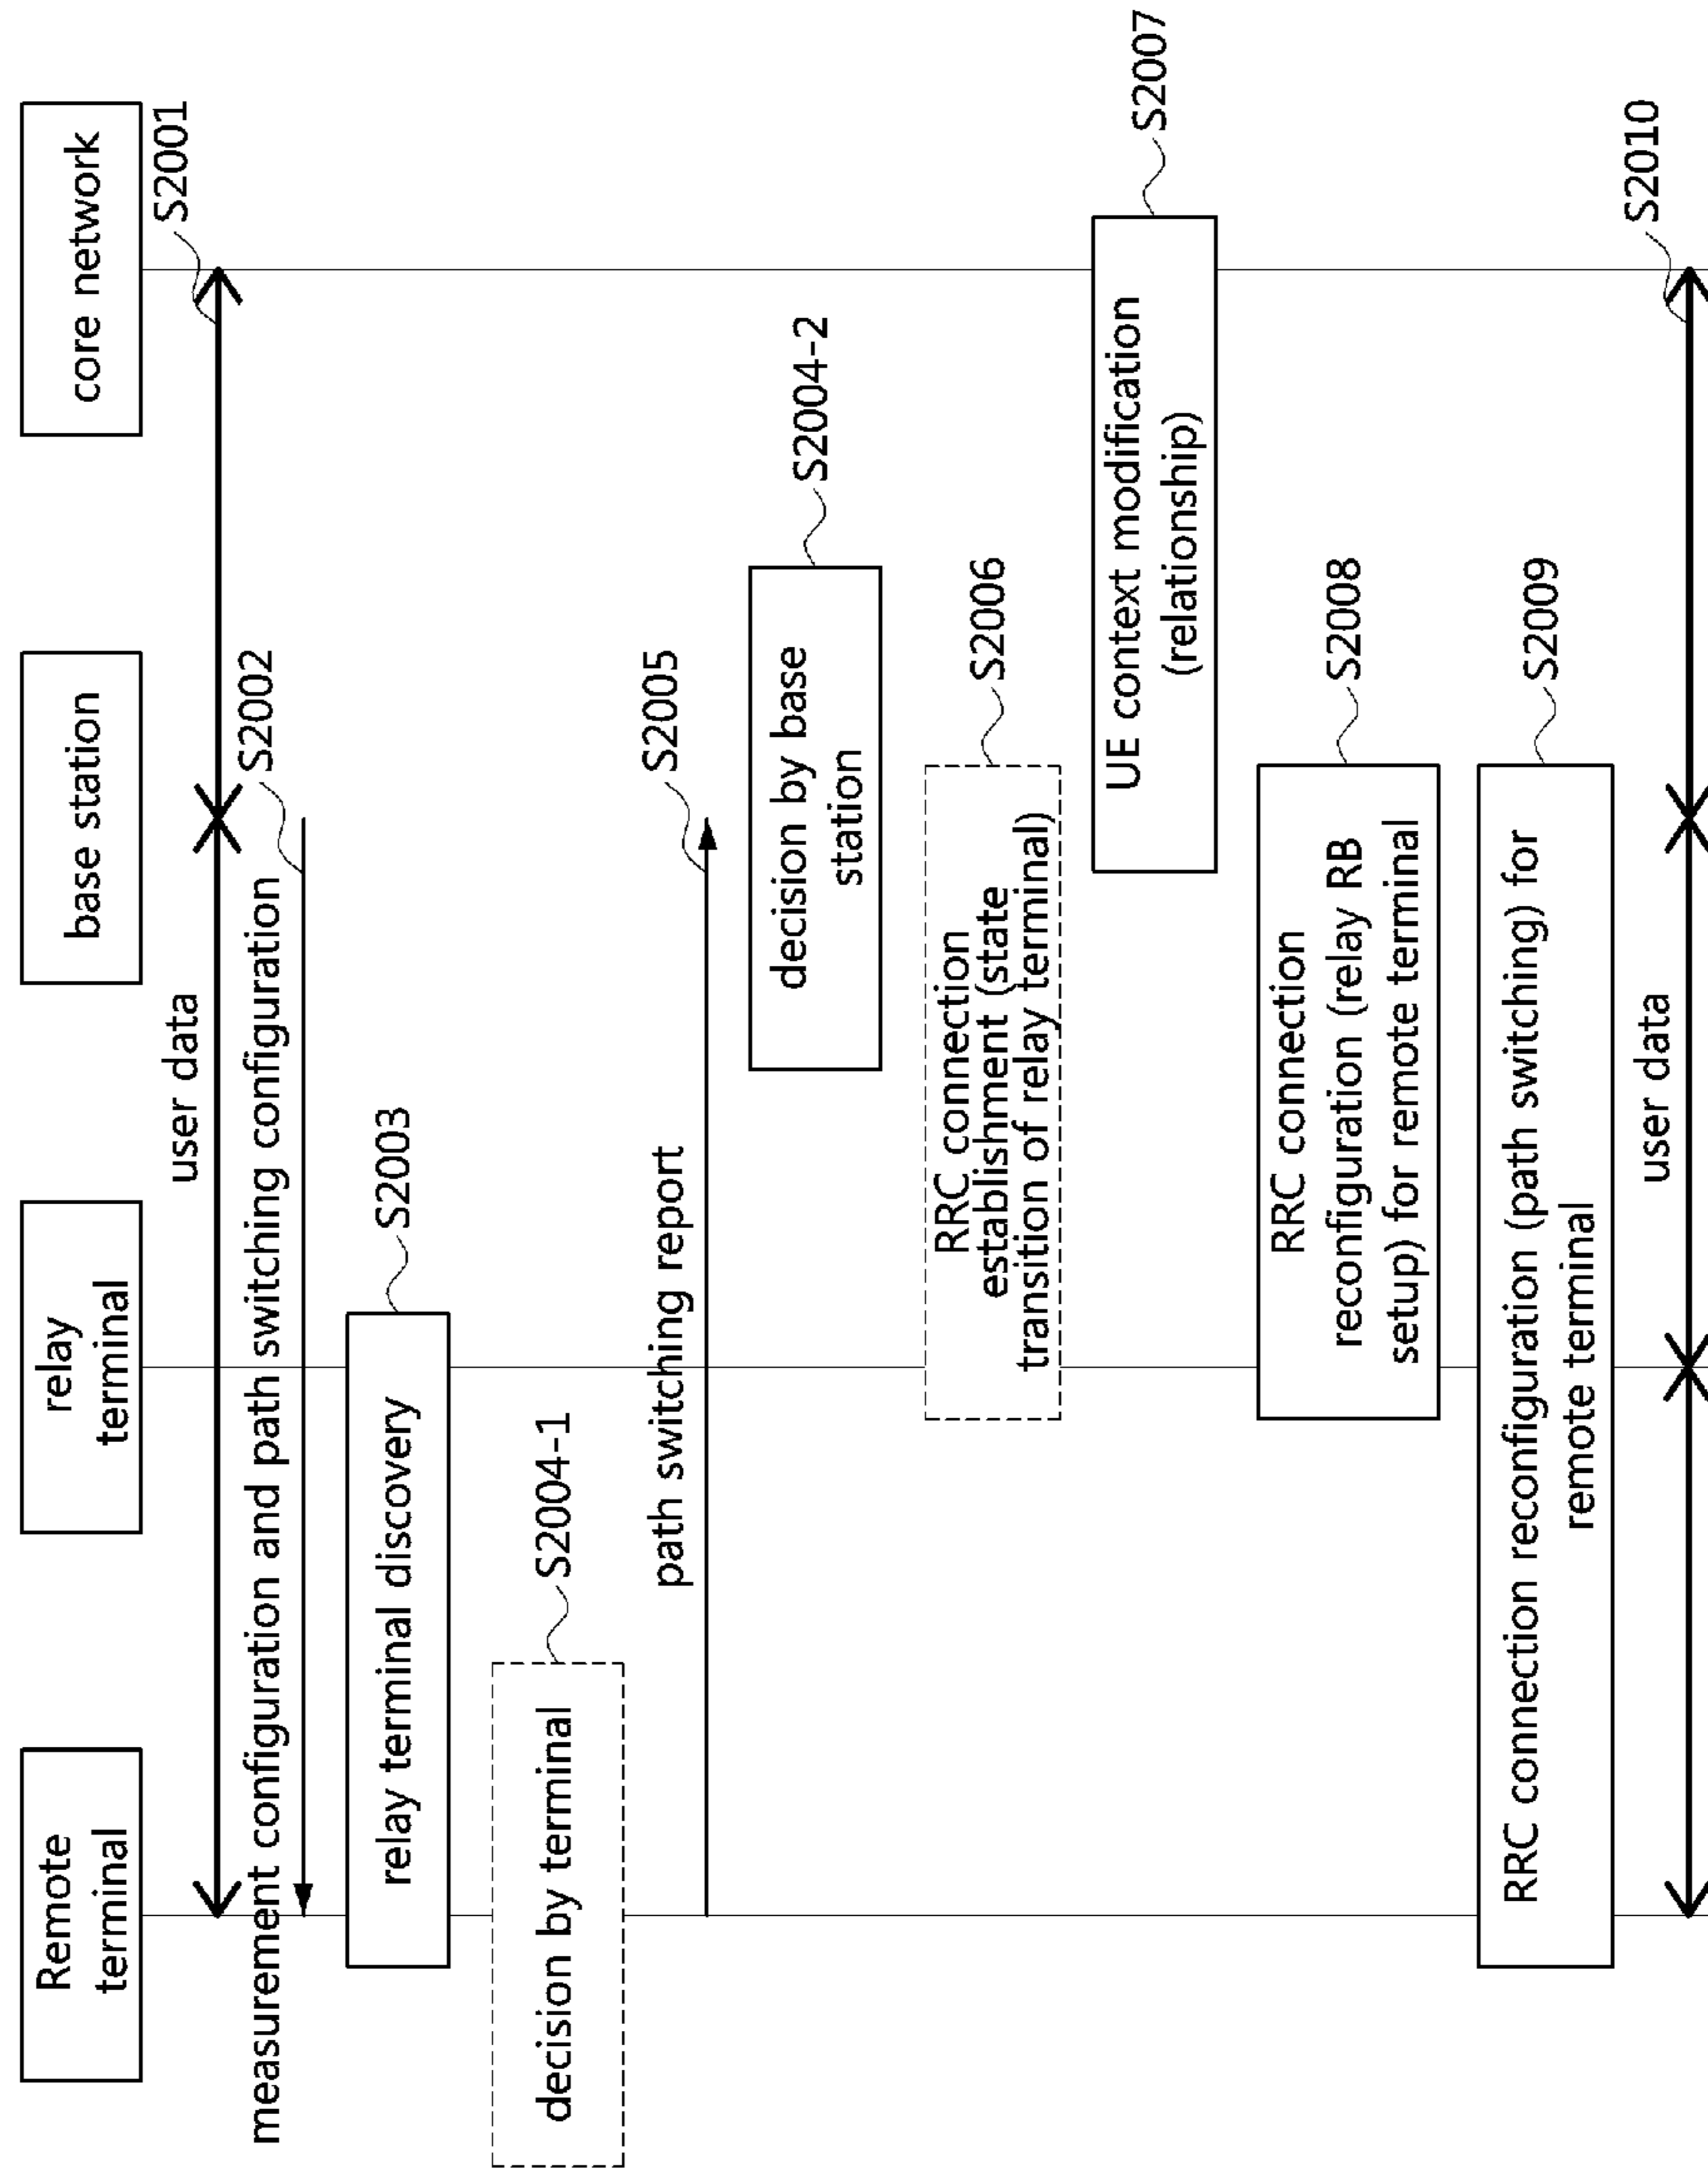 Remote
terminal
relay
terminal
base station
core network
user data
S2001
measurement configuration and path switching configuration
S2002
relay terminal discovery
S2003
decision by terminal
S2004-1
path switching report
S2005
decision by base
station
S2004-2
RRC connection
establishment (state
transition of relay terminal)
S2006
UE context modification
(relationship)
S2007
RRC connection
reconfiguration (relay RB
setup) for remote terminal
S2008
RRC connection reconfiguration (path switching) for
remote terminal
S2009
user data
S2010